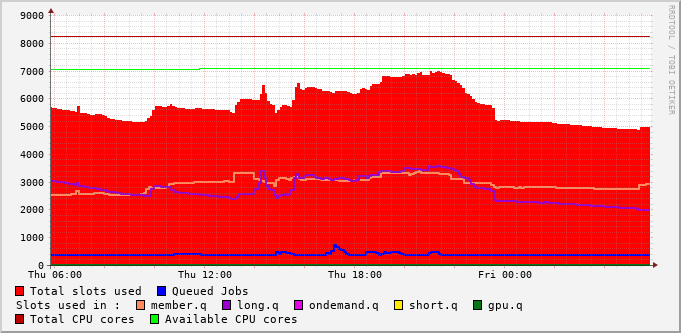 RRDTOOL / TOBI OETIKER
9000
8000
7000
6000
5000
4000
3000
2000
1000
0
Thu 06:00 Thu 12:00 Thu 18:00 Fri 00:00
Total slots used Queued Jobs
Slots used in : member.q long.q ondemand.q short.q gpu.q
Total CPU cores Available CPU cores